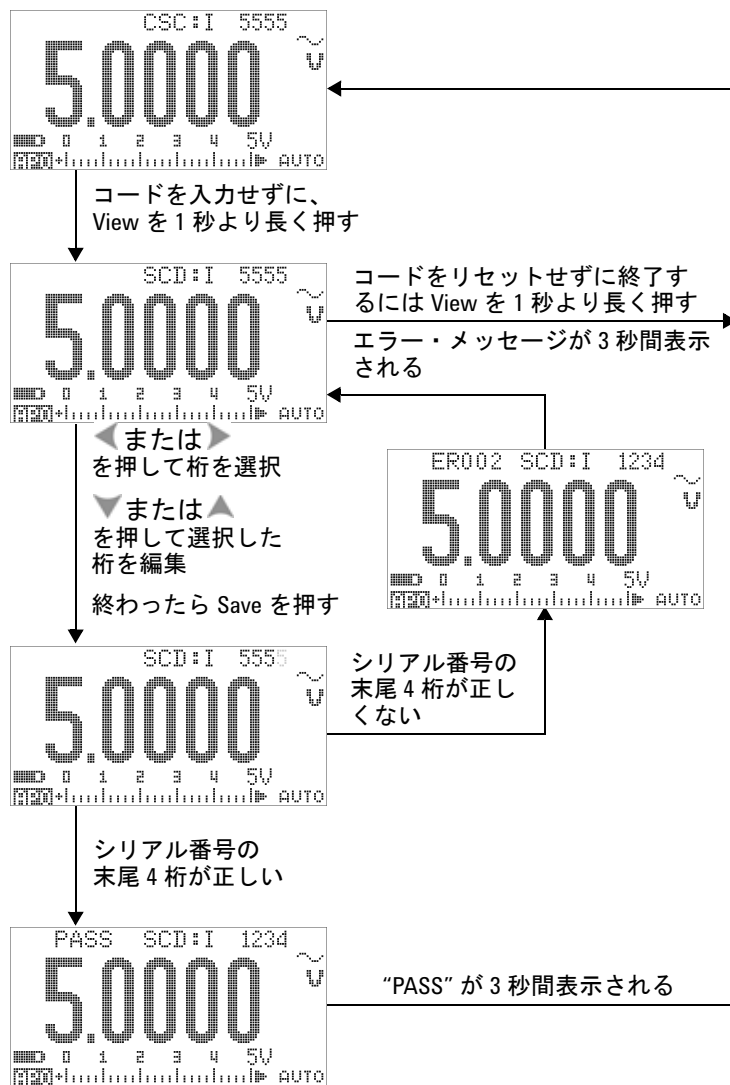 CSC:I 5555
5.0000 V
0 1 2 3 4 5V
APO AUTO
コードを入力せずに、
View を 1 秒より長く押す
SCD:I 5555
5.0000 V
0 1 2 3 4 5V
APO AUTO
コードをリセットせずに終了す
るには View を 1 秒より長く押す
エラー・メッセージが 3 秒間表示
される
または
を押して桁を選択
または
を押して選択した
桁を編集
終わったら Save を押す
ER002 SCD:I 1234
5.0000 V
0 1 2 3 4 5V
APO AUTO
SCD:I 5555
5.0000 V
0 1 2 3 4 5V
APO AUTO
シリアル番号の
末尾 4 桁が正し
くない
シリアル番号の
末尾 4 桁が正しい
PASS SCD:I 1234
5.0000 V
0 1 2 3 4 5V
APO AUTO
“PASS” が 3 秒間表示される